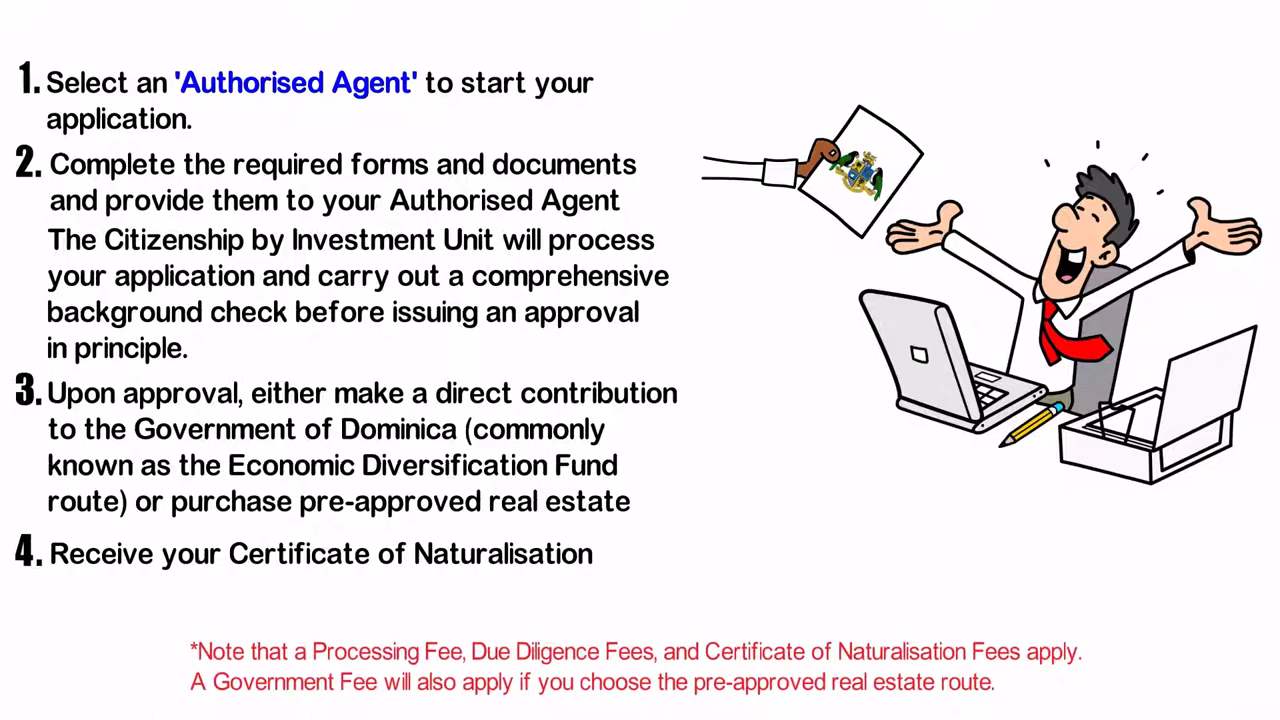 1. Select an 'Authorised Agent' to start your
application.
2. Complete the required forms and documents
and provide them to your Authorised Agent
The Citizenship by Investment Unit will process
your application and carry out a comprehensive
background check before issuing an approval
in principle.
3. Upon approval, either make a direct contribution
to the Government of Dominica (commonly
known as the Economic Diversification Fund
route) or purchase pre-approved real estate
4. Receive your Certificate of Naturalisation
*Note that a Processing Fee, Due Diligence Fees, and Certificate of Naturalisation Fees apply.
A Government Fee will also apply if you choose the pre-approved real estate route.